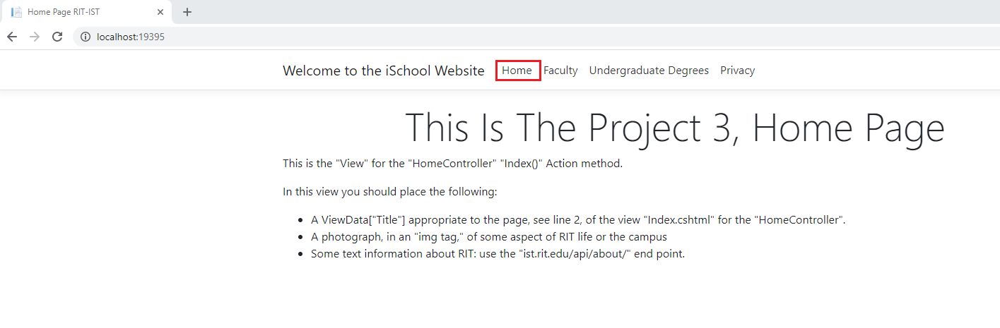 Home Page RIT-IST
localhost:19395
Welcome to the iSchool Website Home Faculty Undergraduate Degrees Privacy
This Is The Project 3, Home Page
This is the "View" for the "HomeController" "Index()" Action method.
In this view you should place the following:
• A ViewData["Title"] appropriate to the page, see line 2, of the view "Index.cshtml" for the "HomeController".
• A photograph, in an "img tag," of some aspect of RIT life or the campus
• Some text information about RIT: use the "ist.rit.edu/api/about/" end point.